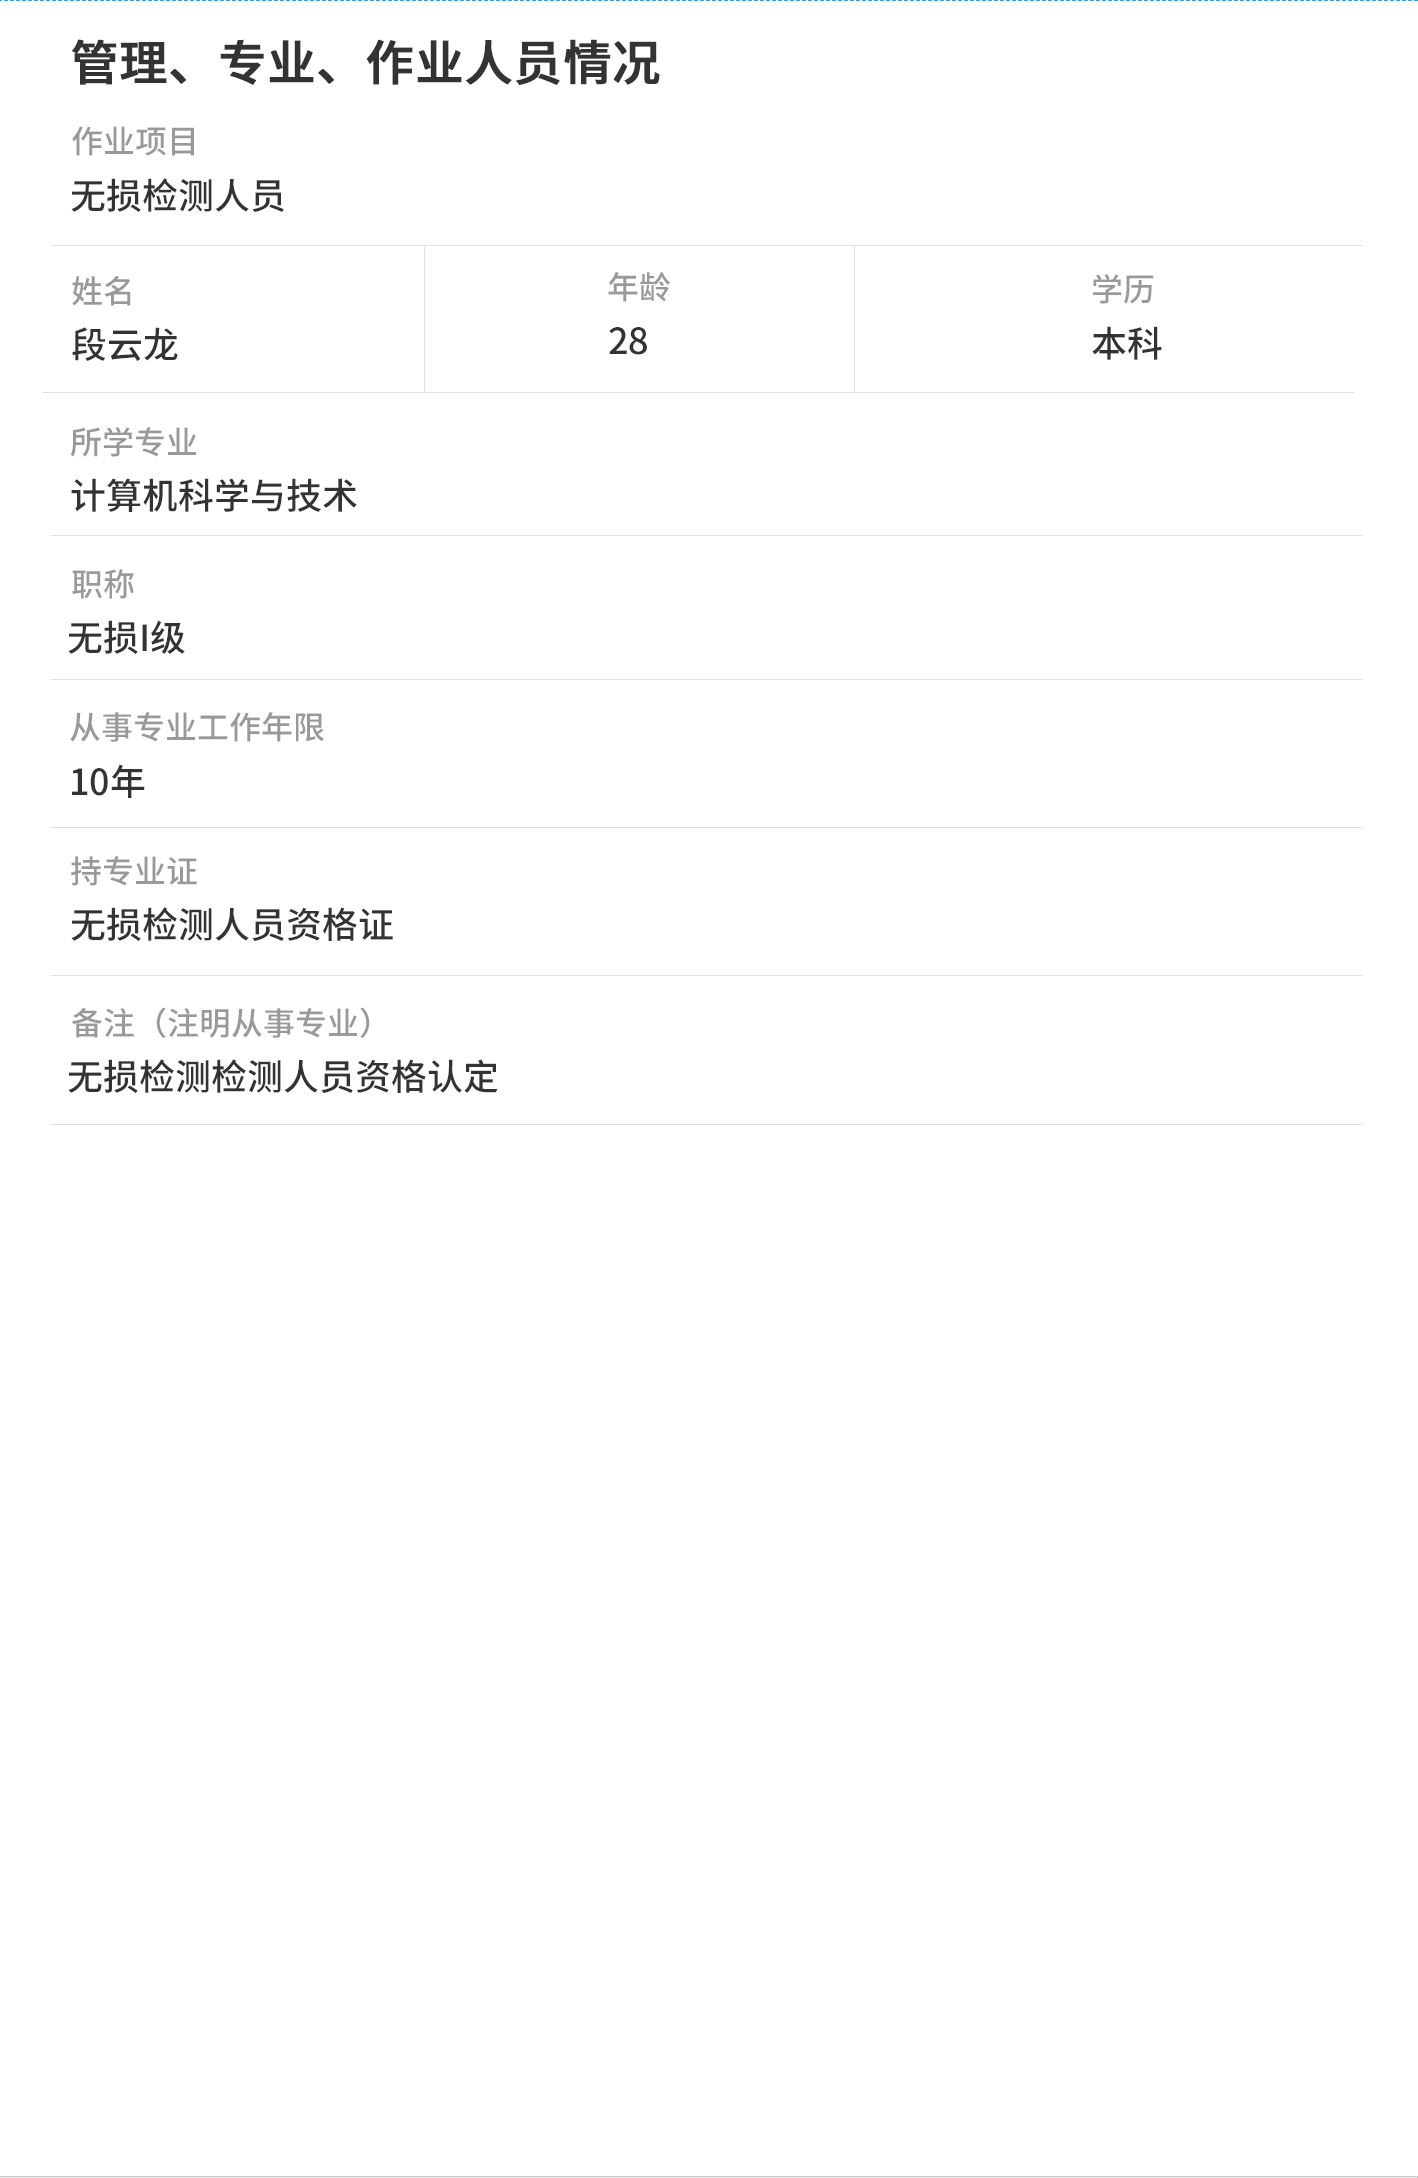 管理、专业、作业人员情况
作业项目
无损检测人员
姓名
年龄
学历
段云龙
28
本科
所学专业
计算机科学与技术
职称
无损I级
从事专业工作年限
10年
持专业证
无损检测人员资格证
备注（注明从事专业）
无损检测检测人员资格认定